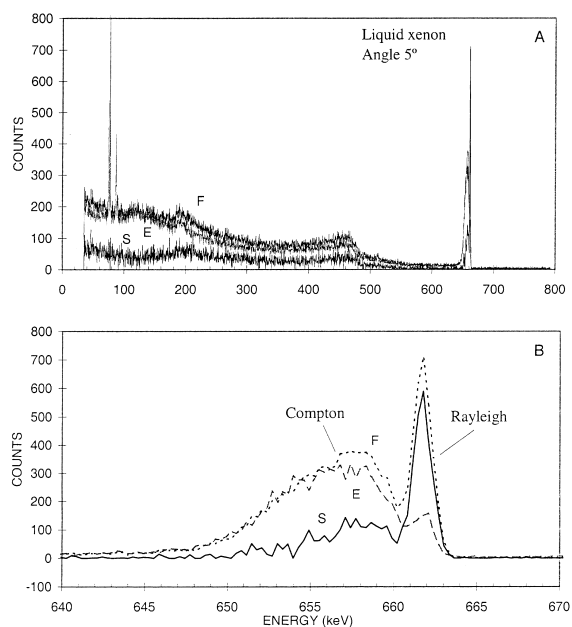 800
700
600
500
400
300
200
100
0
COUNTS
Liquid xenon
Angle 5º
A
F
E
S
0 100 200 300 400 500 600 700 800
800
700
600
500
400
300
200
100
0
-100
COUNTS
B
Compton
F
Rayleigh
E
S
640 645 650 655 660 665 670
ENERGY (keV)